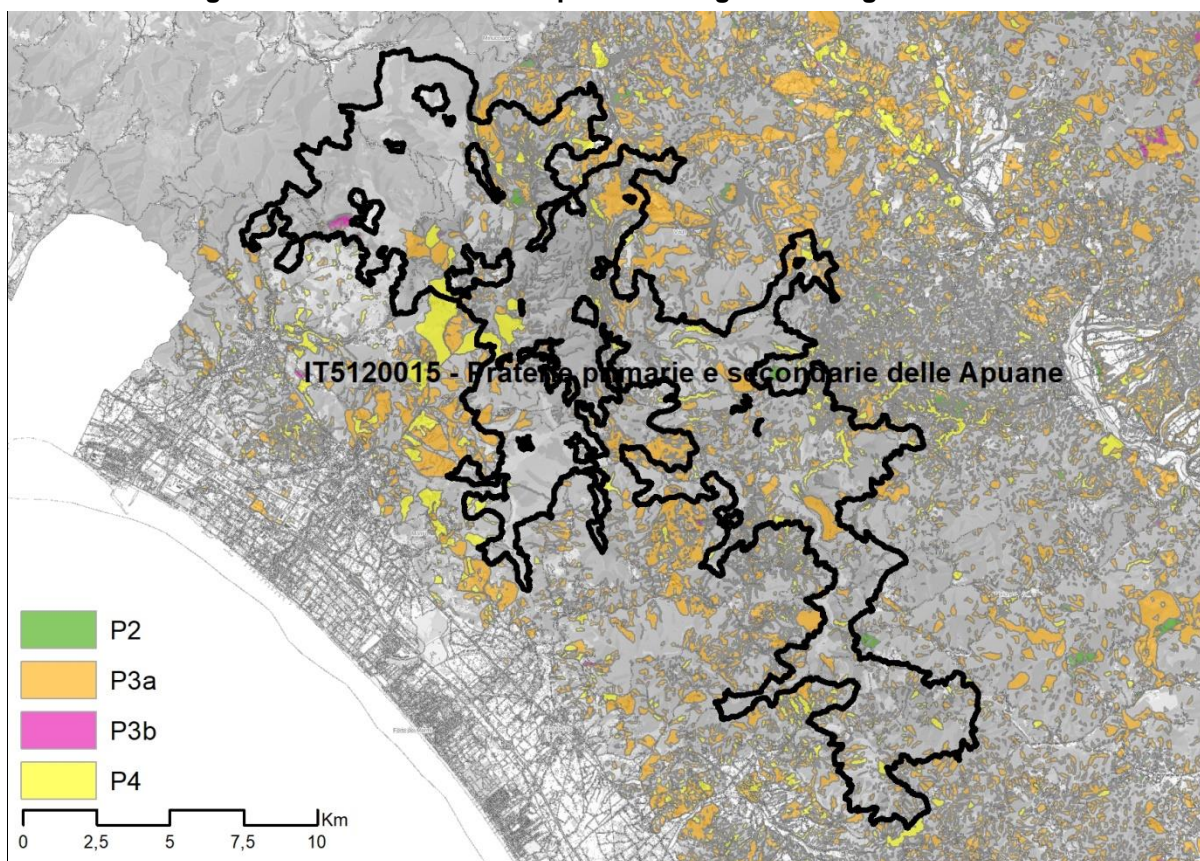 IT5120015 - Praterie primarie e secondarie delle Apuane
P2
P3a
P3b
P4
Km
0 2,5 5 7,5 10